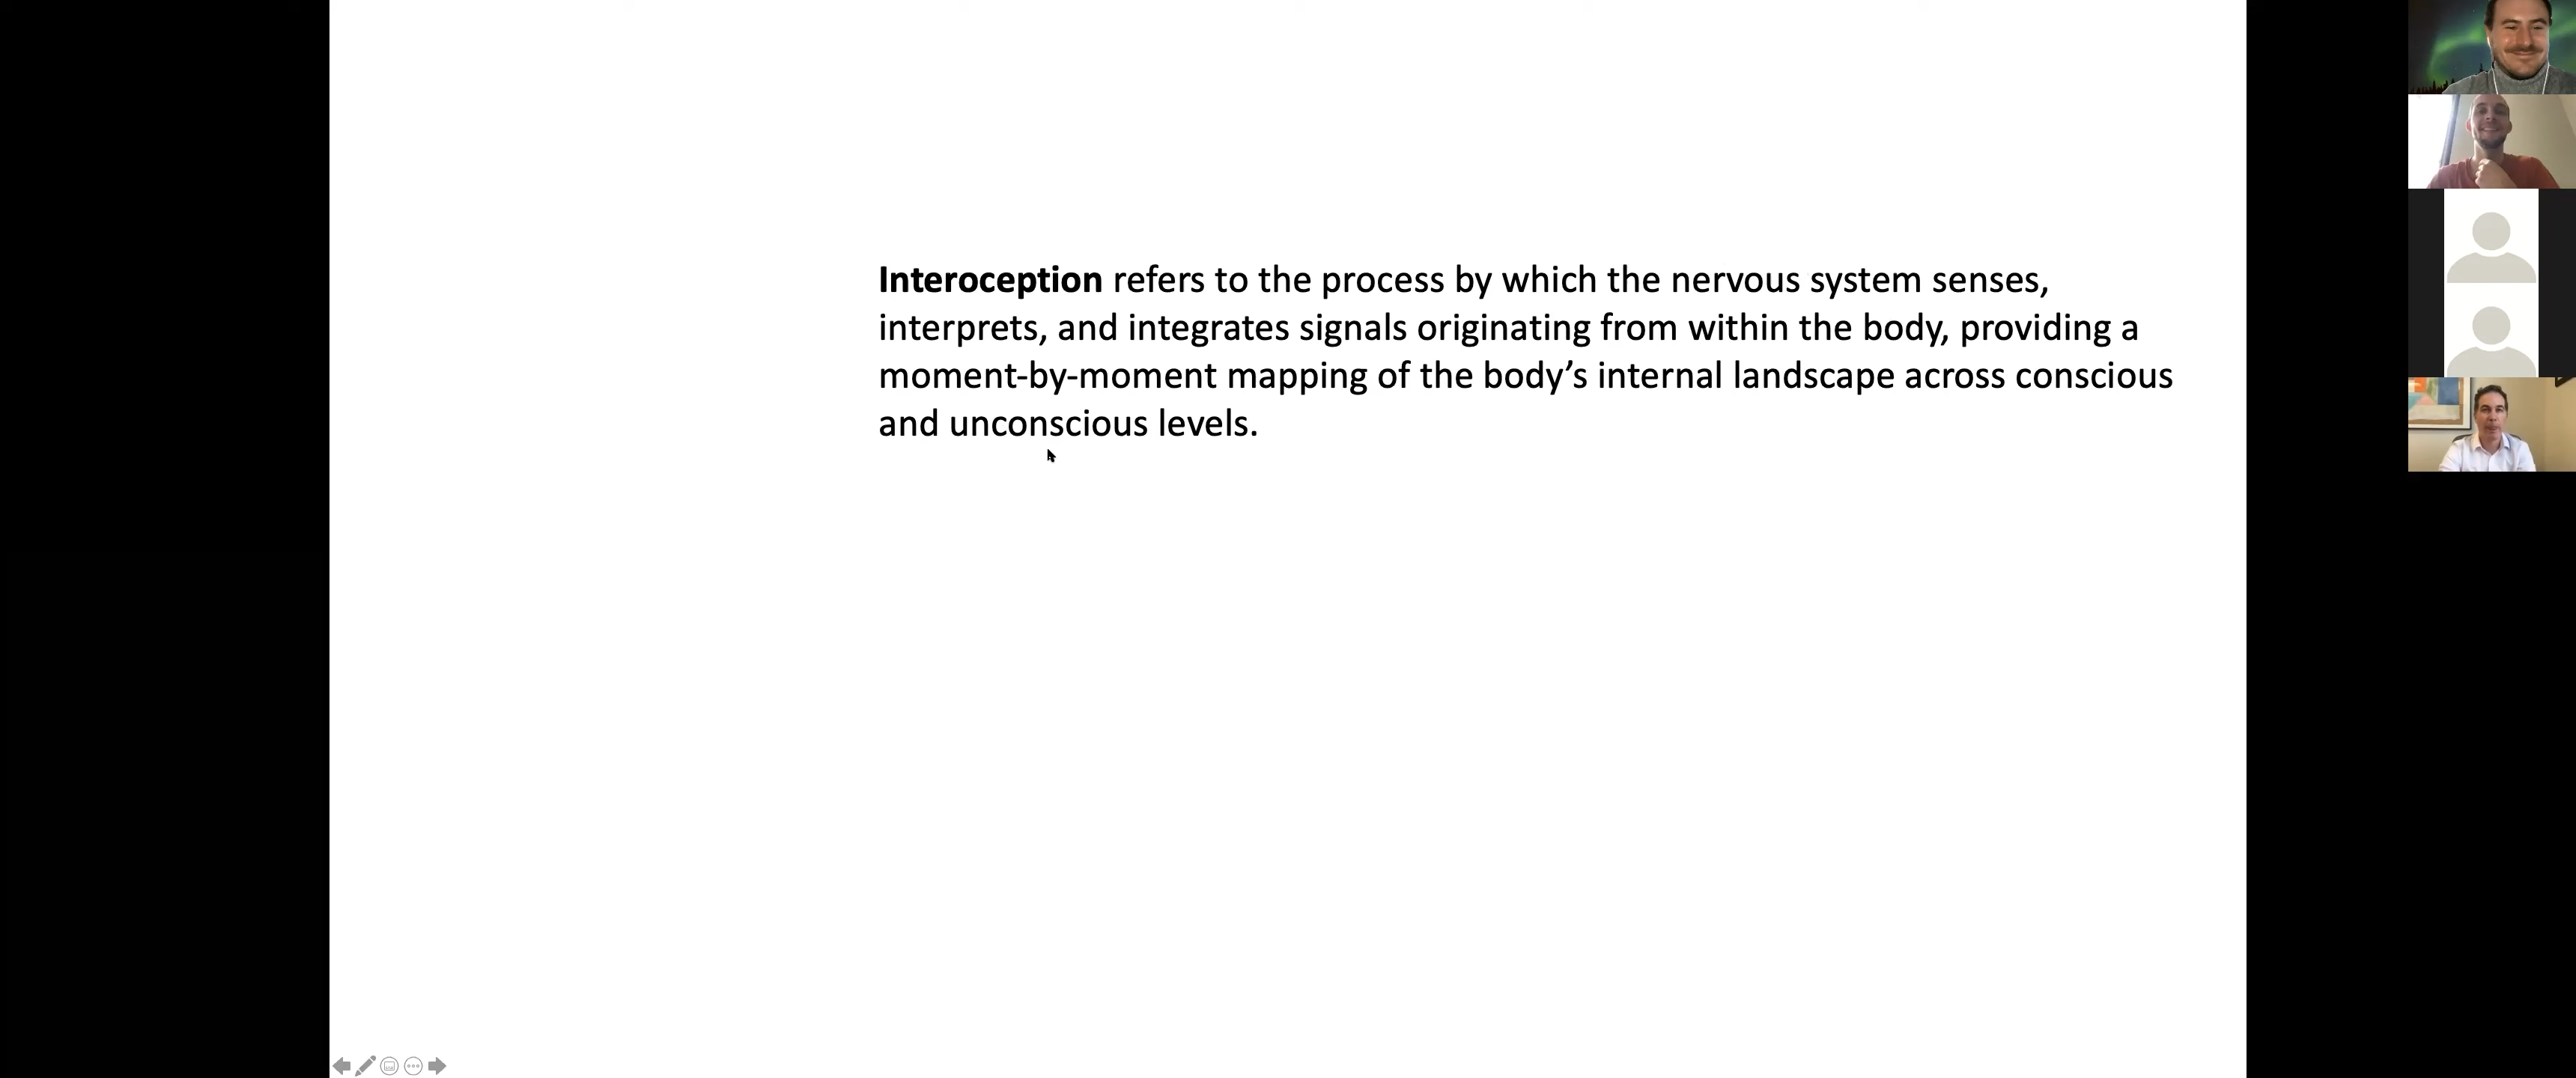 Interoception refers to the process by which the nervous system senses,
interprets, and integrates signals originating from within the body, providing a
moment-by-moment mapping of the body’s internal landscape across conscious
and unconscious levels.